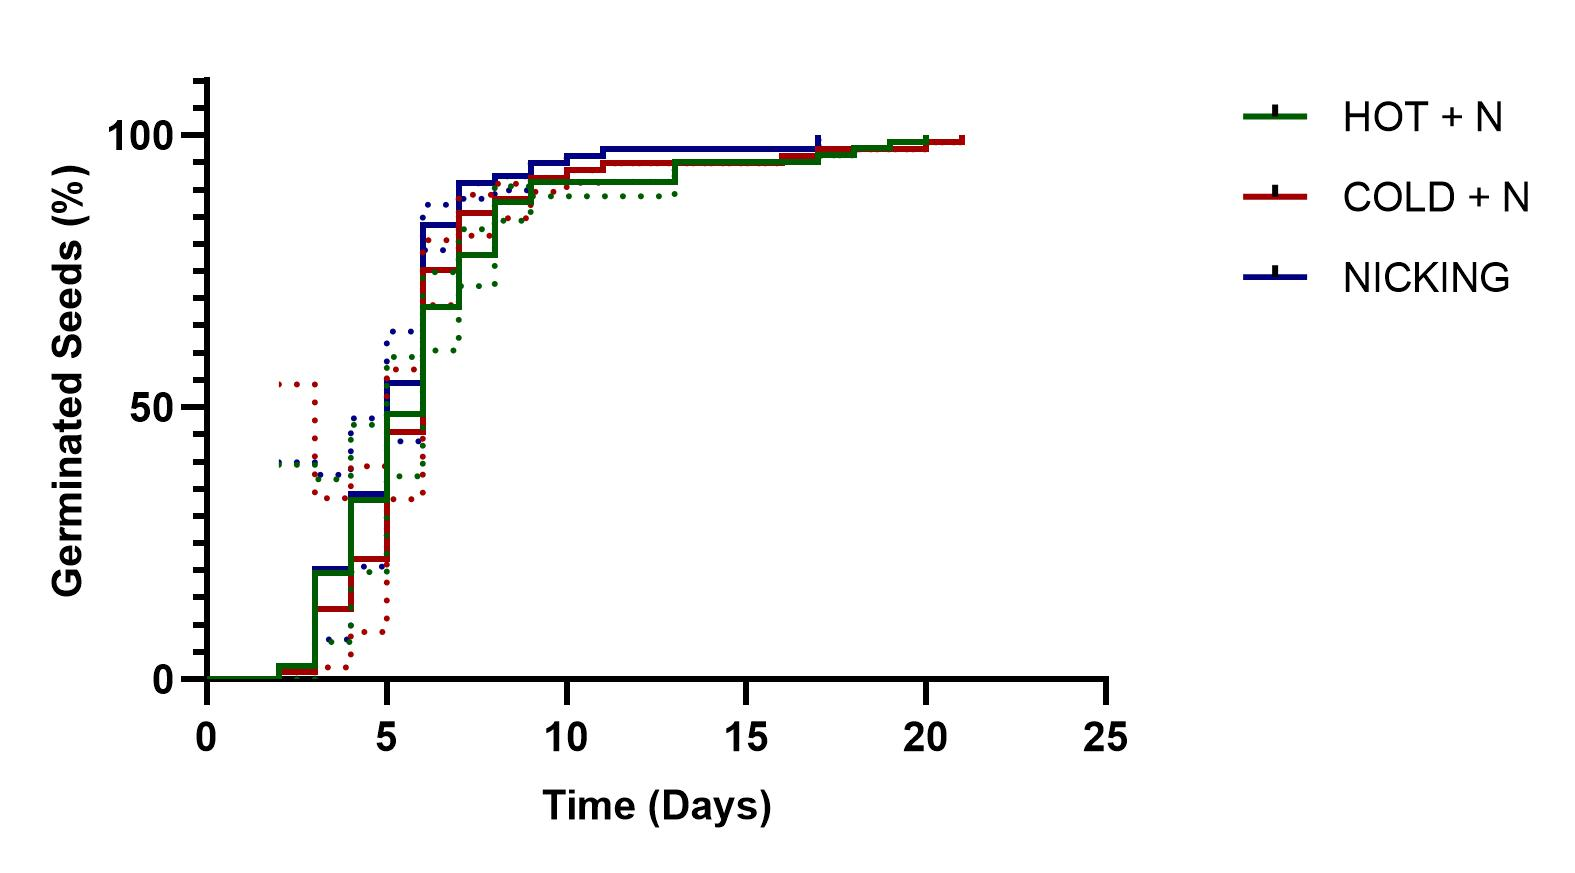 Germinated Seeds (%)
100
50
0
0 5 10 15 20 25
Time (Days)
HOT + N
COLD + N
NICKING